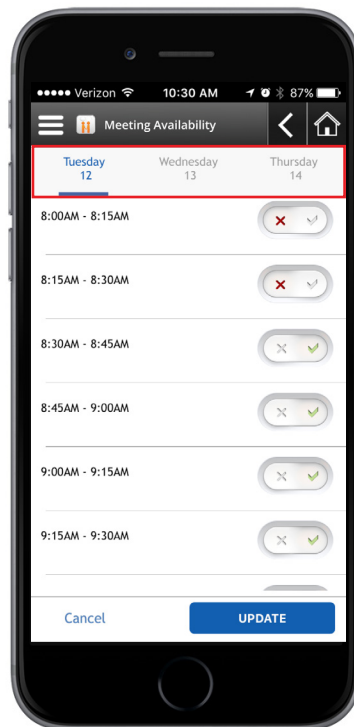 Verizon 10:30 AM 87%
Meeting Availability
Tuesday Wednesday Thursday
12 13 14
8:00AM - 8:15AM
8:15AM - 8:30AM
8:30AM - 8:45AM
8:45AM - 9:00AM
9:00AM - 9:15AM
9:15AM - 9:30AM
Cancel UPDATE